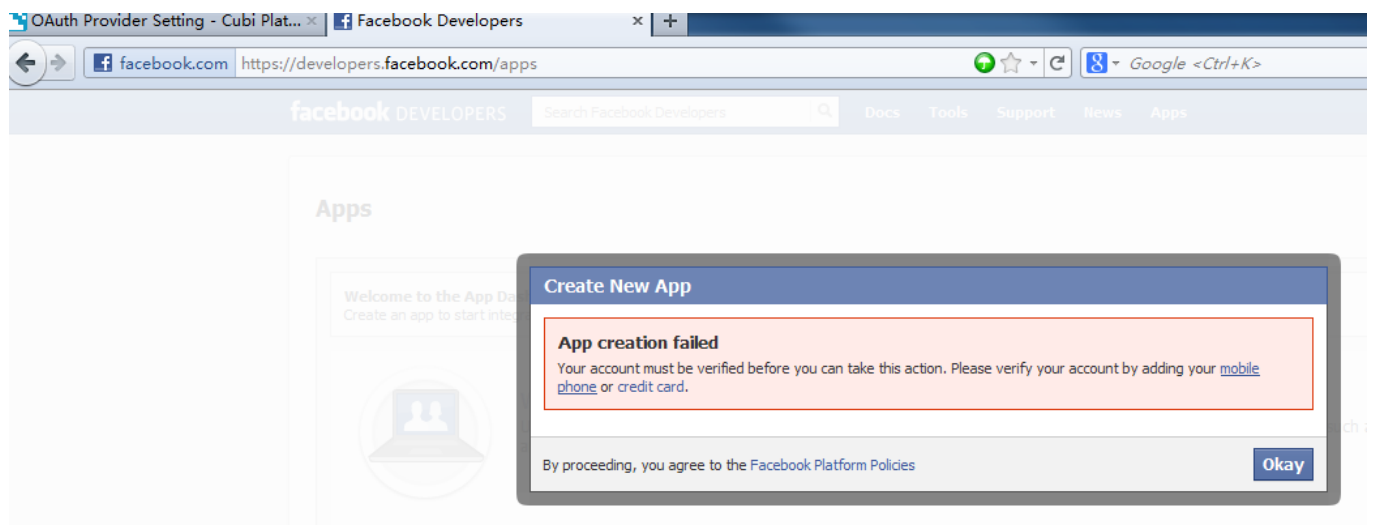 OAuth Provider Setting - Cubi Plat...
Facebook Developers
facebook.com https://developers.facebook.com/apps
Google <Ctrl+K>
facebook DEVELOPERS
Search Facebook Developers
Docs Tools Support News Apps
Apps
Welcome to the App Da
Create an app to start integ
Create New App
App creation failed
Your account must be verified before you can take this action. Please verify your account by adding your mobile
phone or credit card.
By proceeding, you agree to the Facebook Platform Policies
Okay